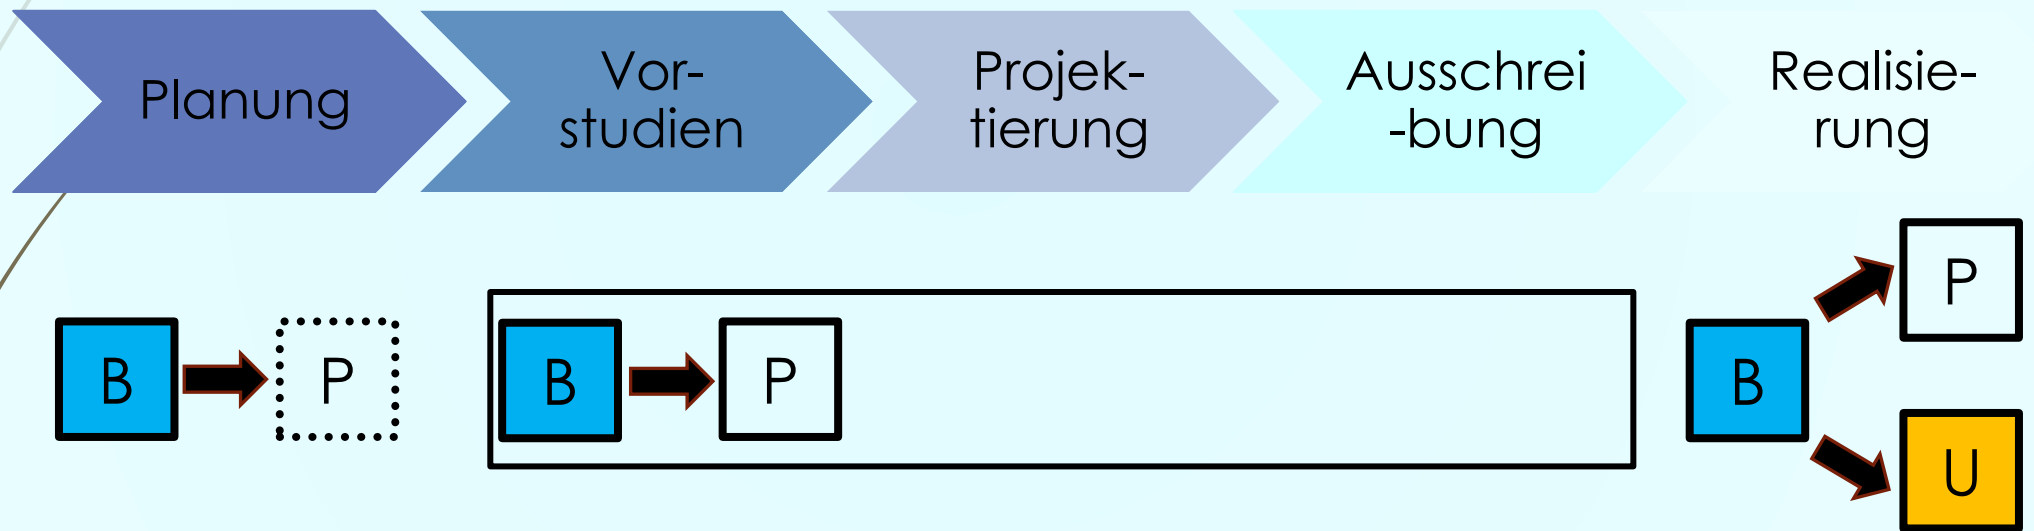 Planung
Vor-
studien
Projek-
tierung
Ausschrei
-bung
Realisie-
rung
B
P
B
P
B
P
U